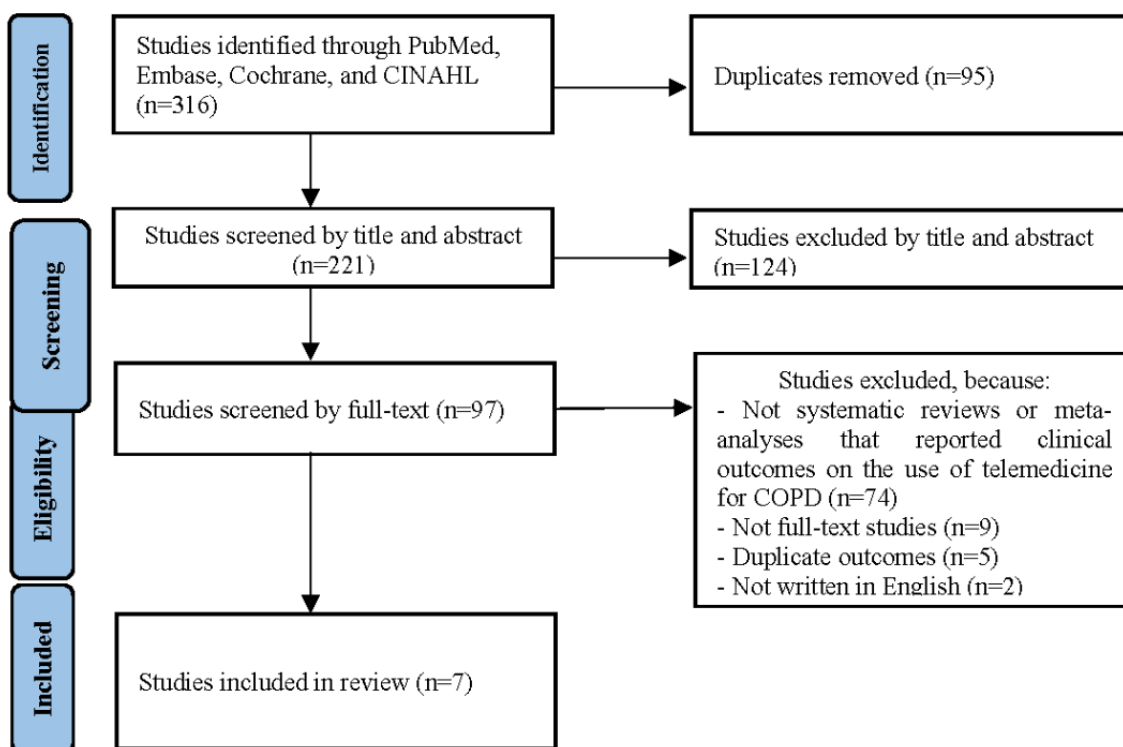 Identification
Studies identified through PubMed,
Embase, Cochrane, and CINAHL
(n=316)
Duplicates removed (n=95)
Screening
Studies screened by title and abstract
(n=221)
Studies excluded by title and abstract
(n=124)
Eligibility
Studies screened by full-text (n=97)
Studies excluded, because:
- Not systematic reviews or meta-
analyses that reported clinical
outcomes on the use of telemedicine
for COPD (n=74)
- Not full-text studies (n=9)
- Duplicate outcomes (n=5)
- Not written in English (n=2)
Included
Studies included in review (n=7)